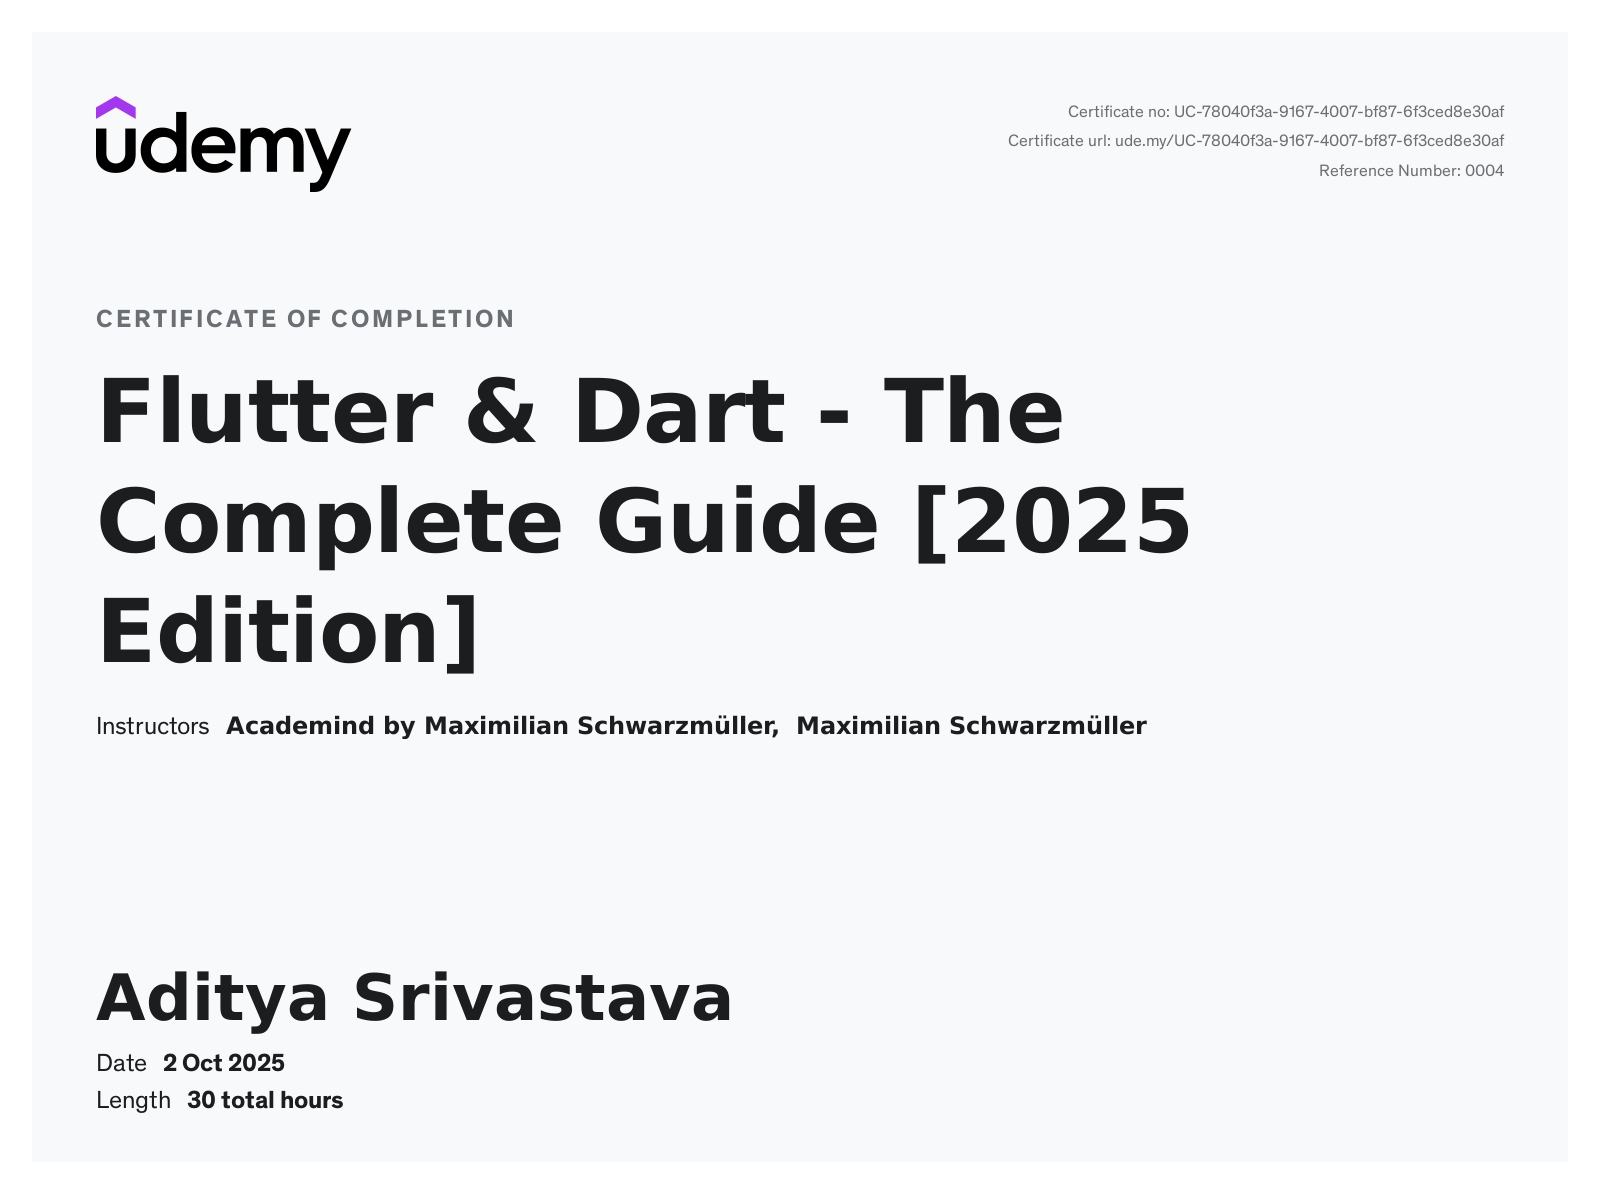 udemy
Certificate no: UC-78040f3a-9167-4007-bf87-6f3ced8e30af
Certificate url: ude.my/UC-78040f3a-9167-4007-bf87-6f3ced8e30af
Reference Number: 0004
CERTIFICATE OF COMPLETION
Flutter & Dart - The
Complete Guide [2025
Edition]
Instructors Academind by Maximilian Schwarzmüller, Maximilian Schwarzmüller
Aditya Srivastava
Date 2 Oct 2025
Length 30 total hours